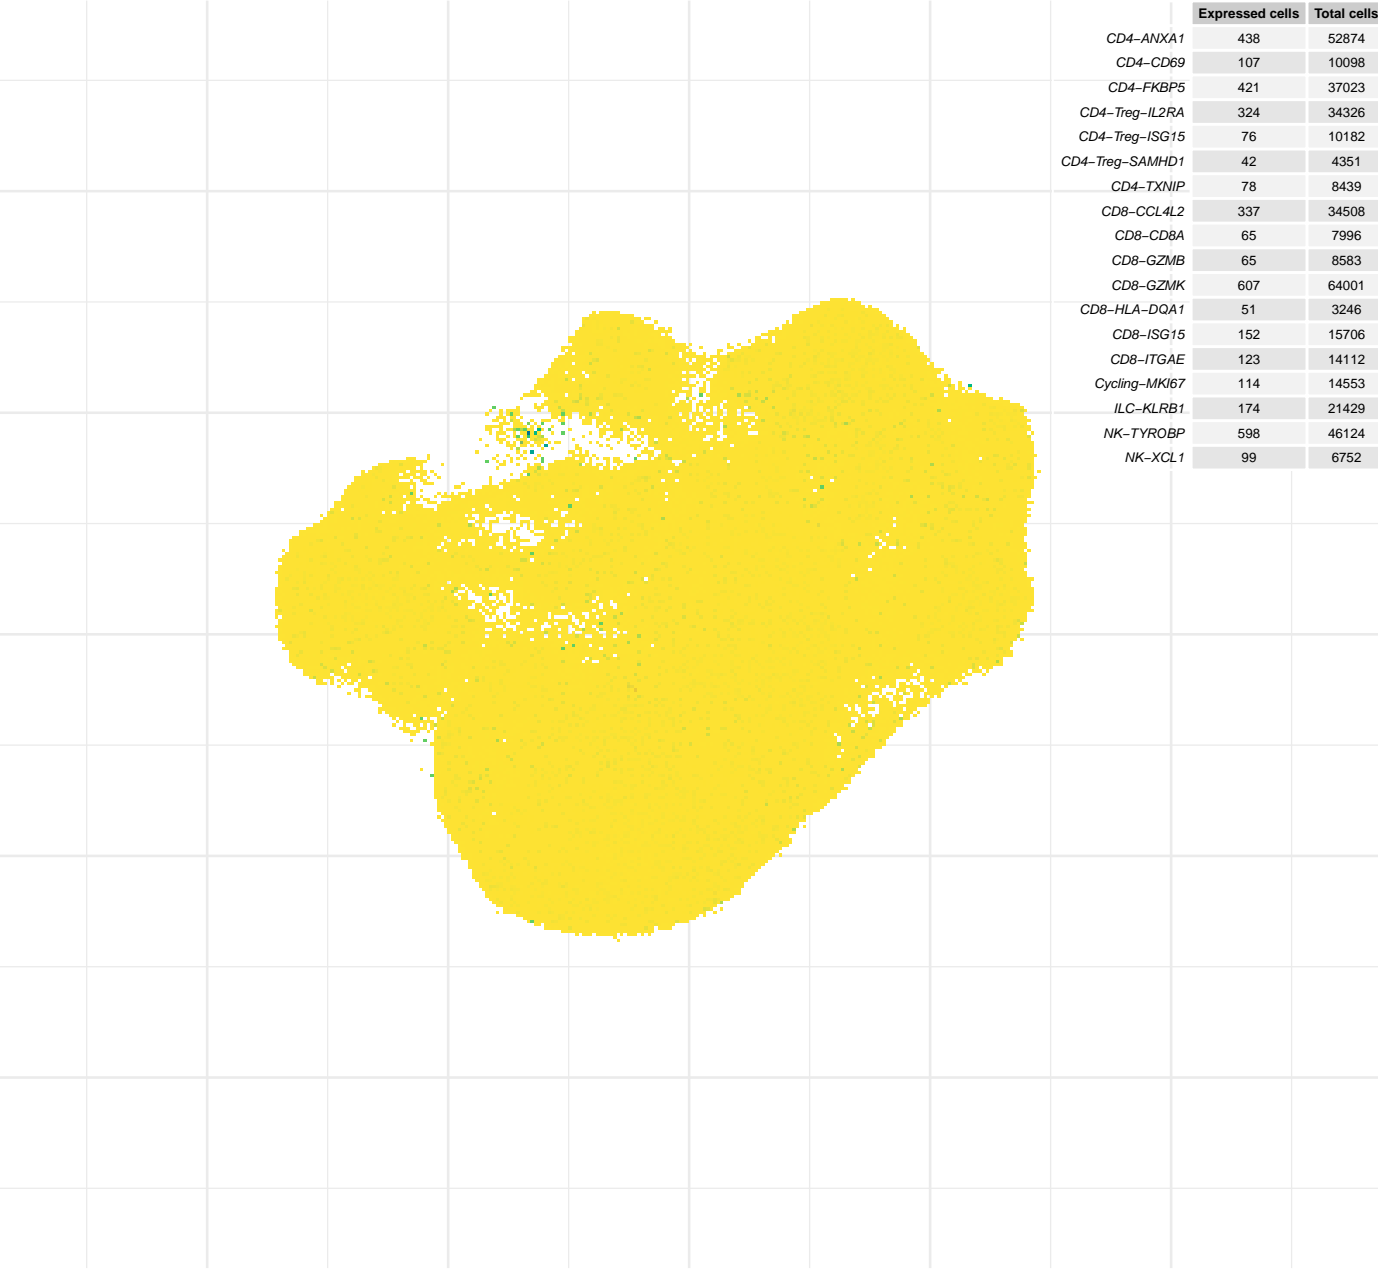 Expressed cells Total cells
CD4−ANXA1 438 52874
CD4−CD69 107 10098
CD4−FKBP5 421 37023
CD4−Treg−IL2RA 324 34326
CD4−Treg−ISG15 76 10182
CD4−Treg−SAMHD1 42 4351
CD4−TXNIP 78 8439
CD8−CCL4L2 337 34508
CD8−CD8A 65 7996
CD8−GZMB 65 8583
CD8−GZMK 607 64001
CD8−HLA−DQA1 51 3246
CD8−ISG15 152 15706
CD8−ITGAE 123 14112
Cycling−MKI67 114 14553
ILC−KLRB1 174 21429
NK−TYROBP 598 46124
NK−XCL1 99 6752